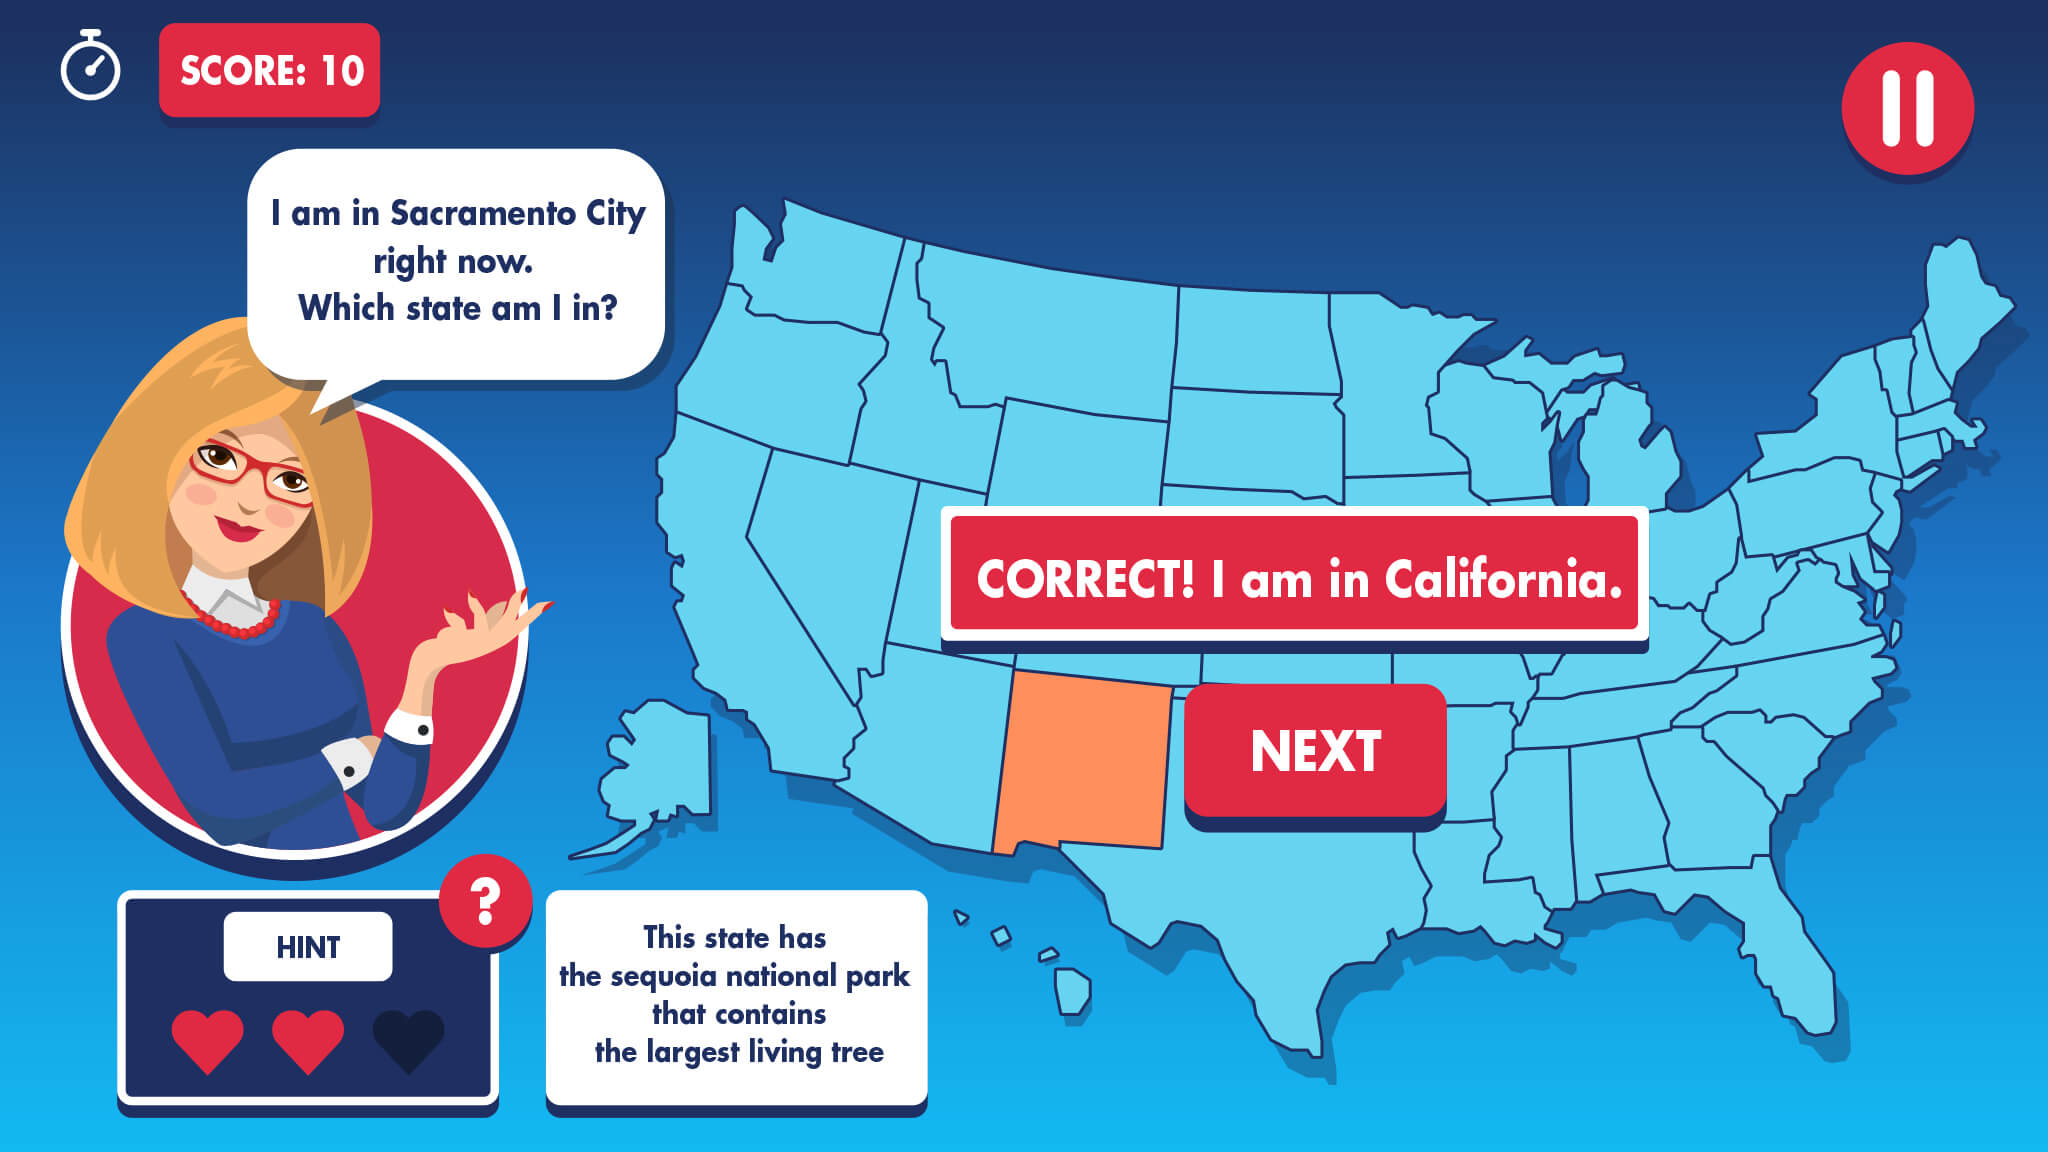 SCORE: 10
I am in Sacramento City
right now.
Which state am I in?
CORRECT! I am in California.
NEXT
?
HINT
This state has
the sequoia national park
that contains
the largest living tree